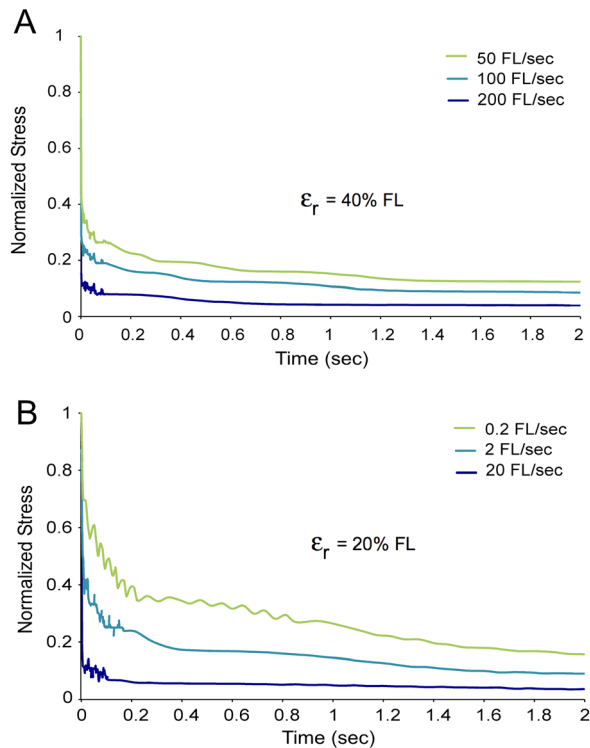 A
1
50 FL/sec
100 FL/sec
200 FL/sec
0.8
0.6
0.4
0.2
0
Normalized Stress
εr = 40% FL
0 0.2 0.4 0.6 0.8 1 1.2 1.4 1.6 1.8 2
Time (sec)
B
1
0.2 FL/sec
2 FL/sec
20 FL/sec
0.8
0.6
0.4
0.2
0
Normalized Stress
εr = 20% FL
0 0.2 0.4 0.6 0.8 1 1.2 1.4 1.6 1.8 2
Time (sec)